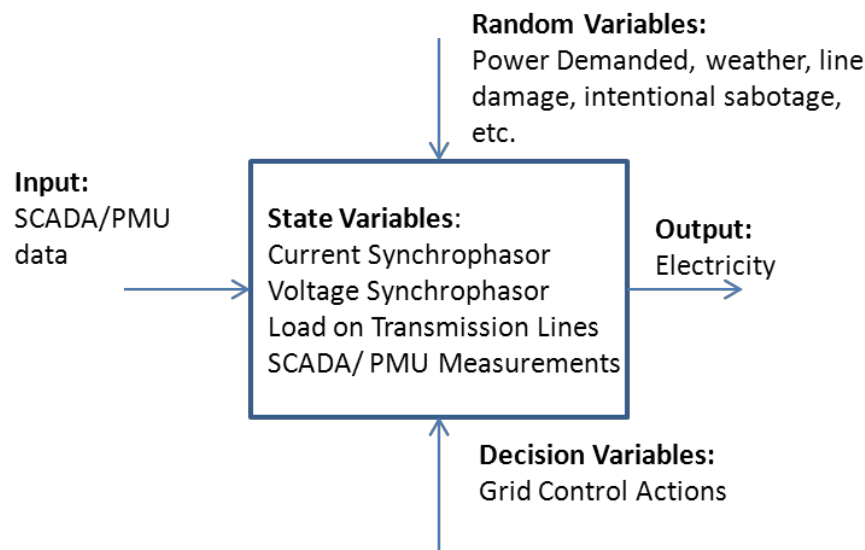 Random Variables:
Power Demanded, weather, line
damage, intentional sabotage,
etc.
Input:
SCADA/PMU
data
State Variables:
Current Synchrophasor
Voltage Synchrophasor
Load on Transmission Lines
SCADA/ PMU Measurements
Output:
Electricity
Decision Variables:
Grid Control Actions